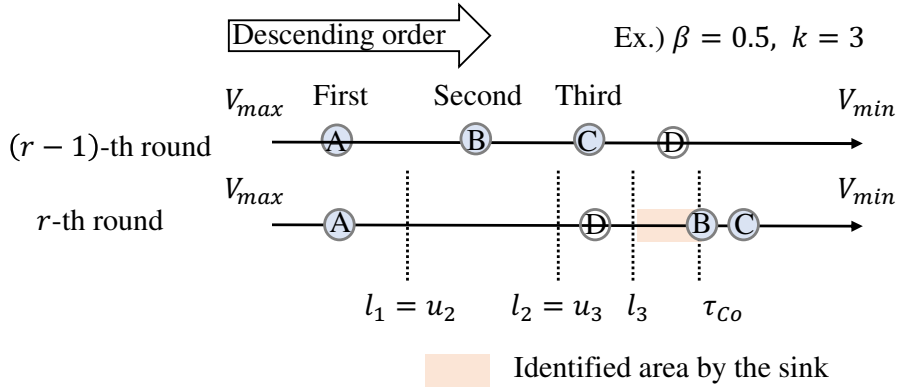 Descending order Ex.) β = 0.5, k = 3
V_max First Second Third V_min
(r − 1)-th round A B C D
V_max V_min
r-th round A D B C
l_1 = u_2 l_2 = u_3 l_3 τ_Co
Identified area by the sink